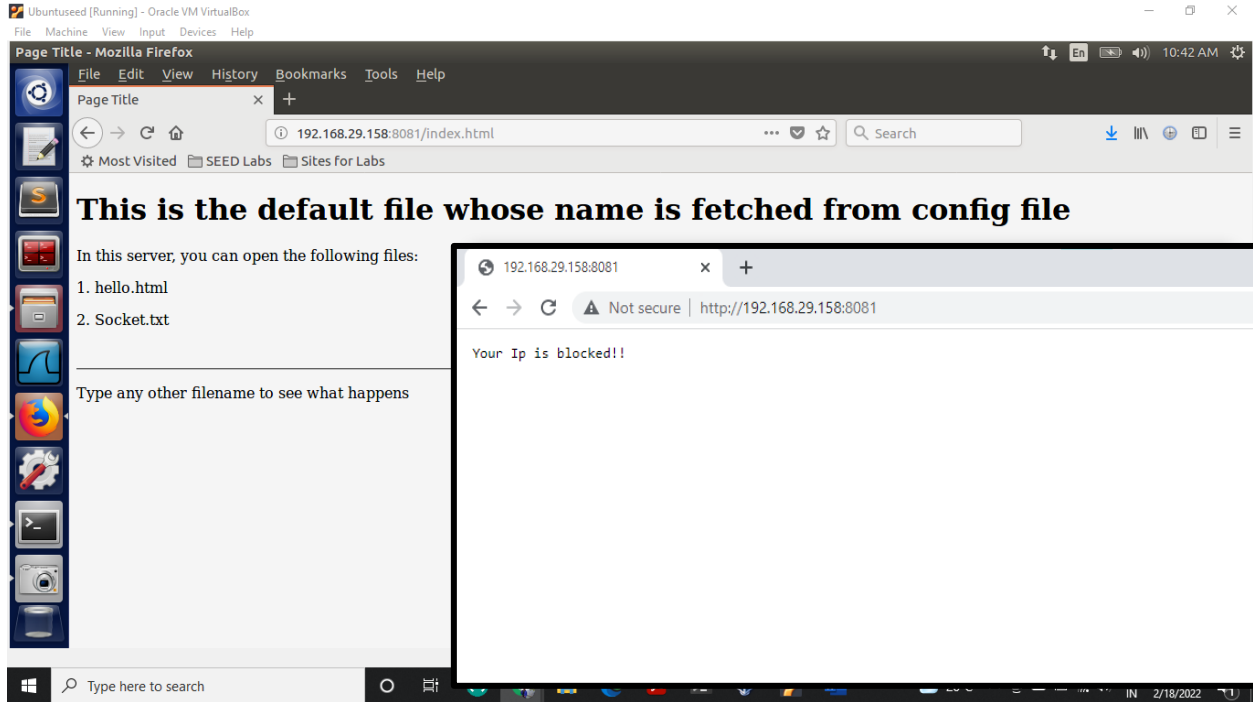 Ubuntuseed [Running] - Oracle VM VirtualBox
File Machine View Input Devices Help
Page Title - Mozilla Firefox
En 10:42 AM
File Edit View History Bookmarks Tools Help
Page Title
192.168.29.158:8081/index.html
Search
Most Visited SEED Labs Sites for Labs
This is the default file whose name is fetched from config file
In this server, you can open the following files:
1. hello.html
2. Socket.txt
Type any other filename to see what happens
192.168.29.158:8081
Not secure | http://192.168.29.158:8081
Your Ip is blocked!!
Type here to search
IN 2/18/2022